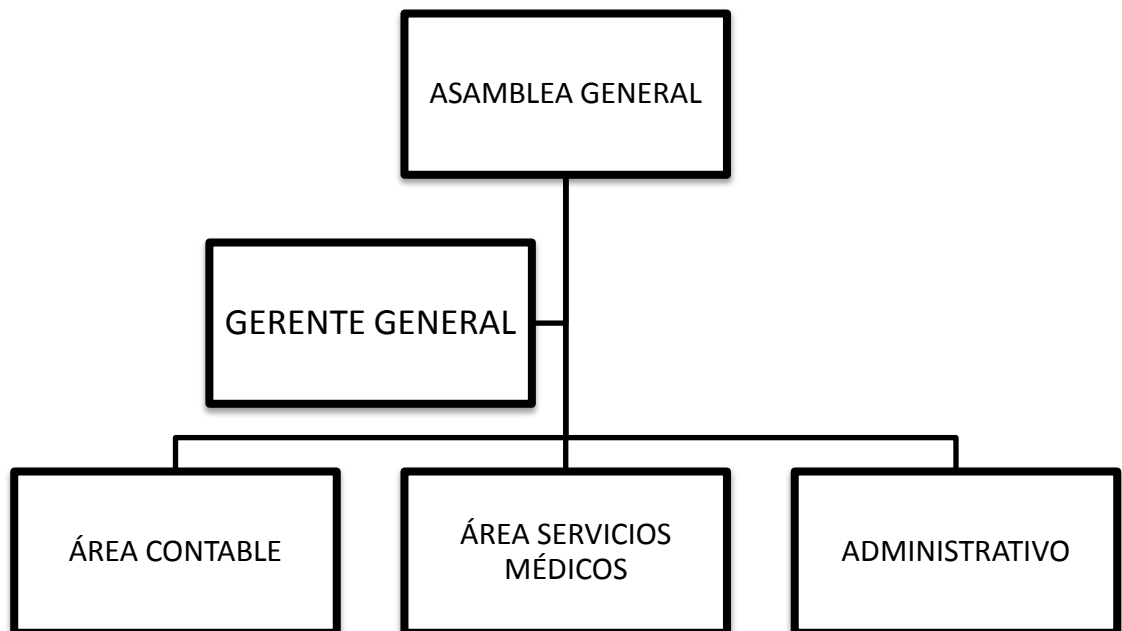 ASAMBLEA GENERAL
GERENTE GENERAL
ÁREA CONTABLE
ÁREA SERVICIOS
MÉDICOS
ADMINISTRATIVO